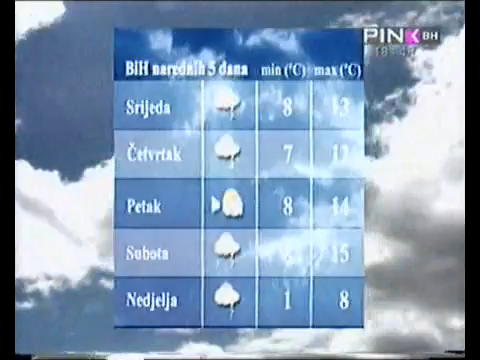 PINK BH
BiH narednih 5 dana min (°C) max (°C)
Srijeda 8 13
Četvrtak 7
Petak 8 14
Subota 15
Nedjelja 1 8